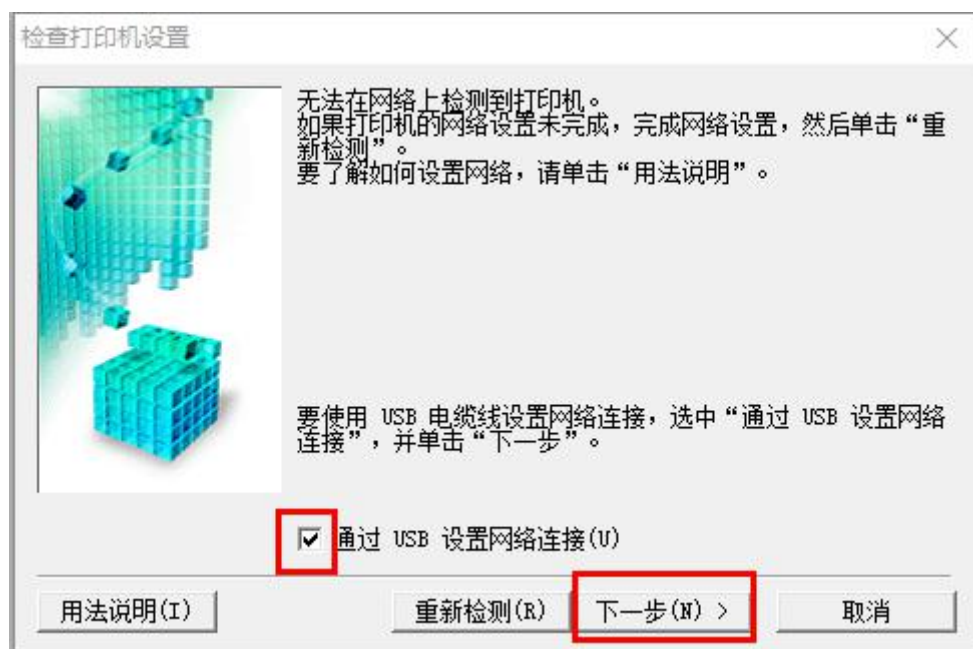 检查打印机设置
无法在网络上检测到打印机。
如果打印机的网络设置未完成，完成网络设置，然后单击“重
新检测”。
要了解如何设置网络，请单击“用法说明”。
要使用 USB 电缆线设置网络连接，选中“通过 USB 设置网络
连接”，并单击“下一步”。
通过 USB 设置网络连接(U)
用法说明(I) 重新检测(R) 下一步(N) > 取消